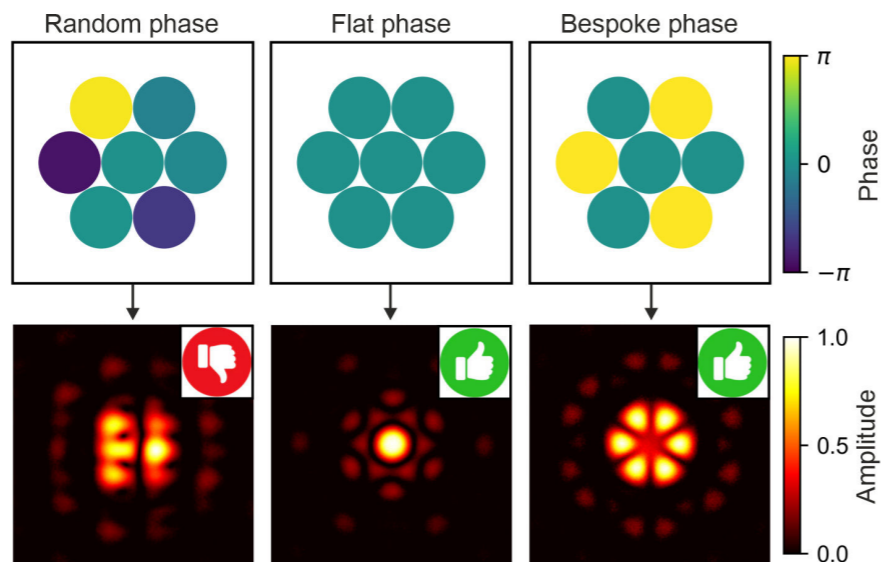 Random phase
Flat phase
Bespoke phase
π
0
−π
Phase
1.0
0.5
0.0
Amplitude